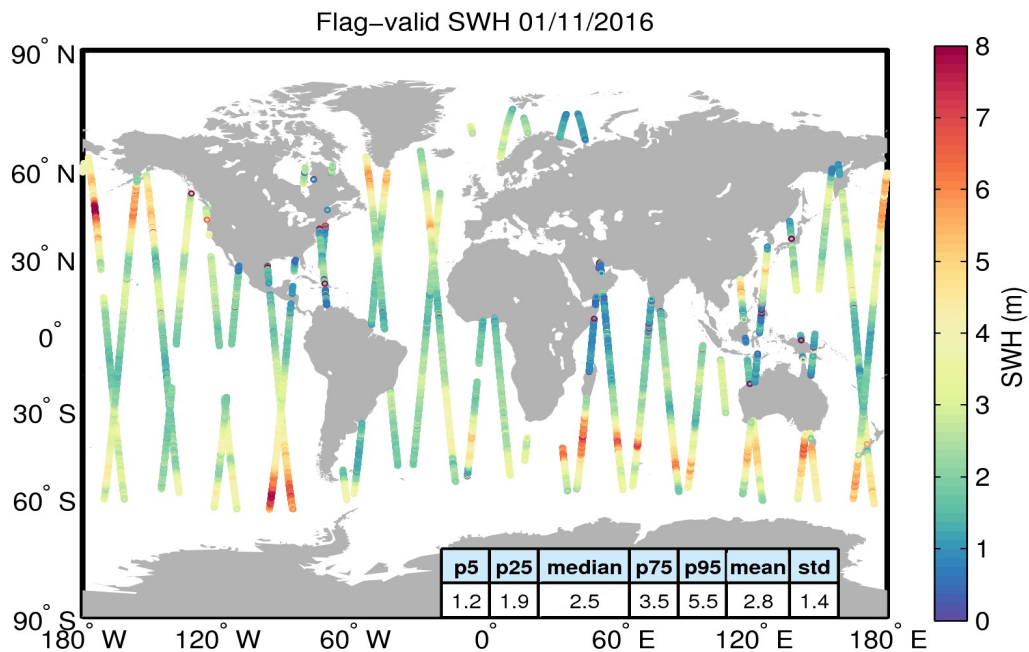 Flag−valid SWH 01/11/2016
90° N
60° N
30° N
0°
30° S
60° S
90° S
180° W
120° W
60° W
0°
60° E
120° E
180° E
p5 p25 median p75 p95 mean std
1.2 1.9 2.5 3.5 5.5 2.8 1.4
8
7
6
5
4
3
2
1
0
SWH (m)